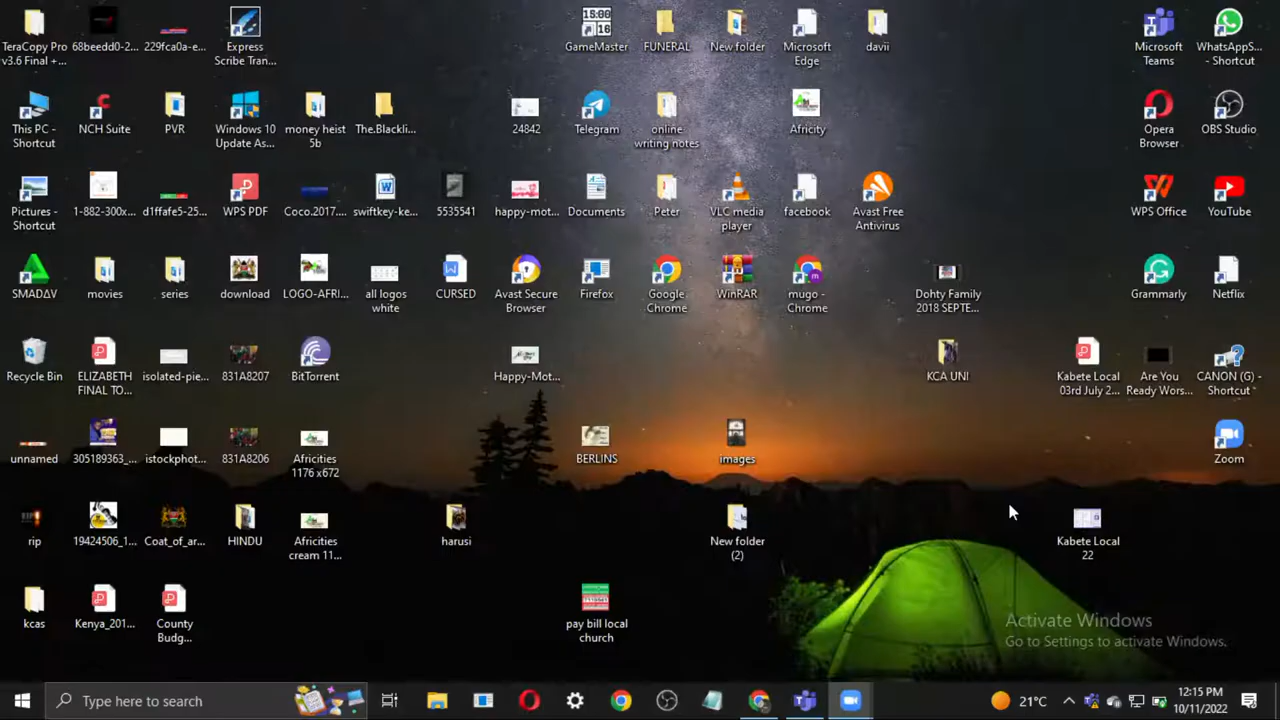 TeraCopy Pro
v3.6 Final +...
68beedd0-2...
229fca0a-e...
Express
Scribe Tran...
15:00
16
GameMaster
FUNERAL
New folder
Microsoft
Edge
davii
Microsoft
Teams
WhatsAppS...
- Shortcut
This PC -
Shortcut
NCH Suite
PVR
Windows 10
Update As...
money heist
5b
The.Blackli...
24842
Telegram
online
writing notes
Africity
Opera
Browser
OBS Studio
Pictures -
Shortcut
1-882-300x...
d1ffafe5-25...
WPS PDF
Coco.2017....
swiftkey-ke...
5535541
happy-mot...
Documents
Peter
VLC media
player
facebook
Avast Free
Antivirus
WPS Office
YouTube
SMADΔV
movies
series
download
LOGO-AFRI...
all logos
white
CURSED
Avast Secure
Browser
Firefox
Google
Chrome
WinRAR
mugo -
Chrome
Dohty Family
2018 SEPTE...
Grammarly
Netflix
Recycle Bin
ELIZABETH
FINAL TO...
isolated-pie...
831A8207
BitTorrent
Happy-Mot...
KCA UNI
Kabete Local
03rd July 2...
Are You
Ready Wors...
CANON (G) -
Shortcut
unnamed
305189363_...
istockphot...
831A8206
Africities
1176 x672
BERLINS
images
Zoom
rip
19424506_1...
Coat_of_ar...
HINDU
Africities
cream 11...
harusi
New folder
(2)
Kabete Local
22
kcas
Kenya_201...
County
Budg...
pay bill local
church
Activate Windows
Go to Settings to activate Windows.
Type here to search
21°C
12:15 PM
10/11/2022